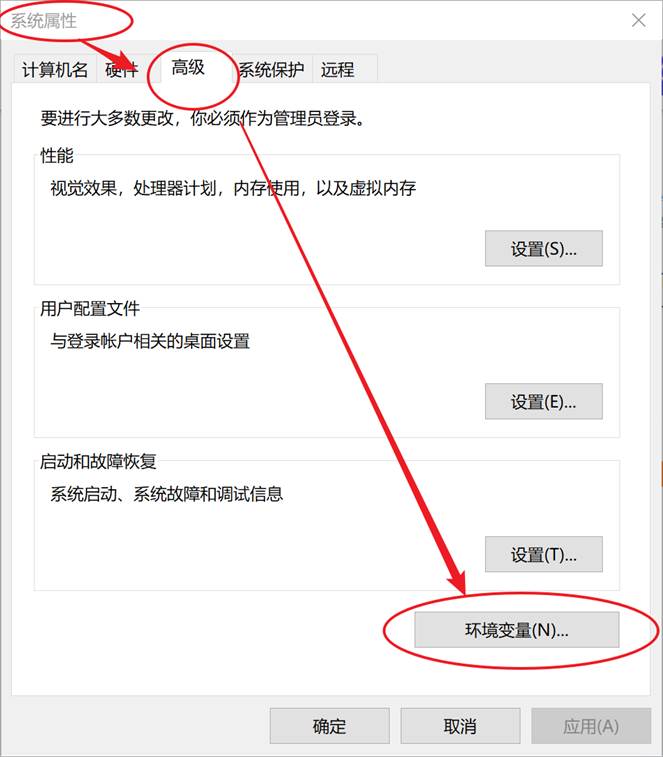 系统属性
计算机名 硬件 高级 系统保护 远程
要进行大多数更改，你必须作为管理员登录。
性能
视觉效果，处理器计划，内存使用，以及虚拟内存
设置(S)...
用户配置文件
与登录帐户相关的桌面设置
设置(E)...
启动和故障恢复
系统启动、系统故障和调试信息
设置(T)...
环境变量(N)...
确定 取消 应用(A)